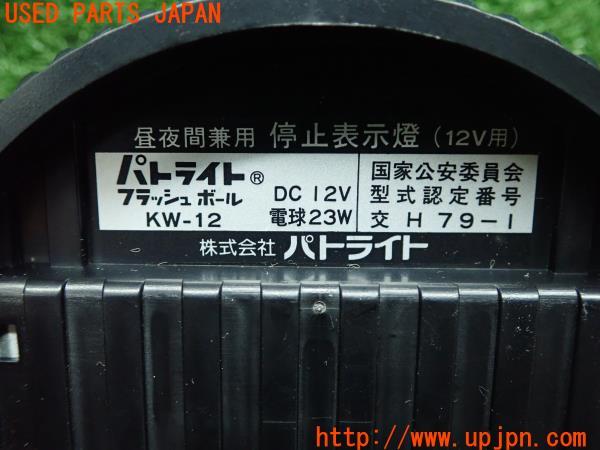 USED PARTS JAPAN
昼夜間兼用 停止表示燈 (12V用)
パトライト®
フラッシュ ボール
KW-12
DC 12V
電球23W
国家公安委員会
型式認定番号
交 H 79-1
株式会社 パトライト
http://www.upjpn.com